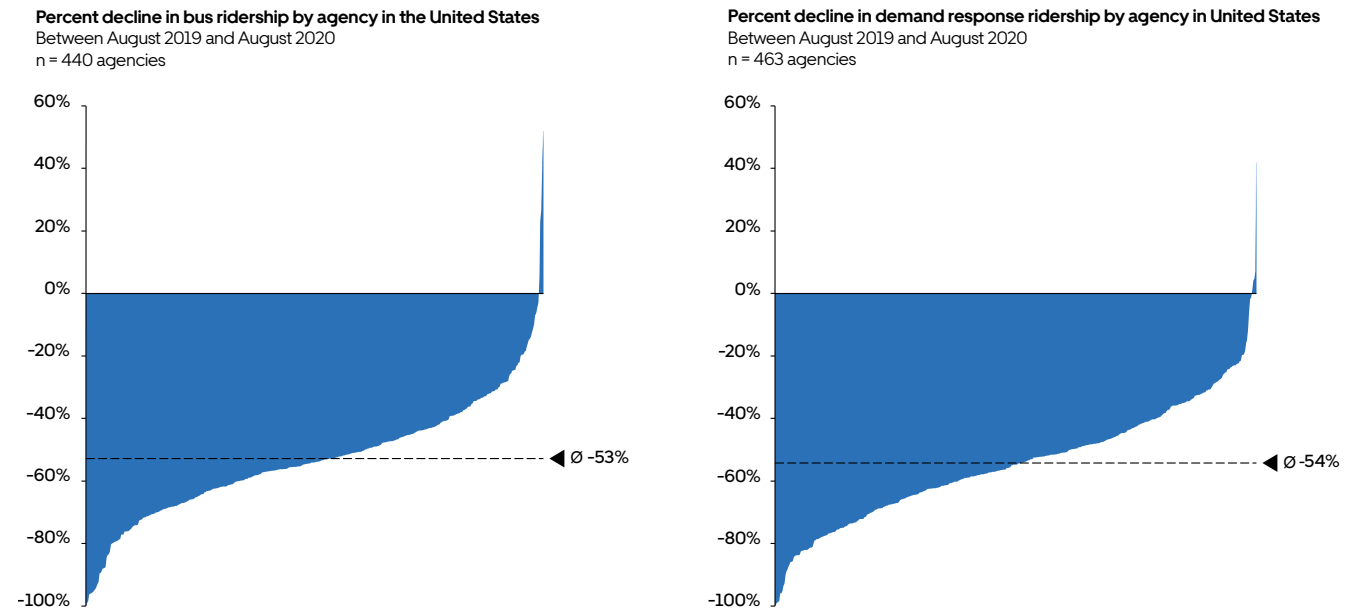 Percent decline in bus ridership by agency in the United States
Between August 2019 and August 2020
n = 440 agencies
60%
40%
20%
0%
-20%
-40%
-60%
-80%
-100%
Ø -53%
Percent decline in demand response ridership by agency in United States
Between August 2019 and August 2020
n = 463 agencies
60%
40%
20%
0%
-20%
-40%
-60%
-80%
-100%
Ø -54%